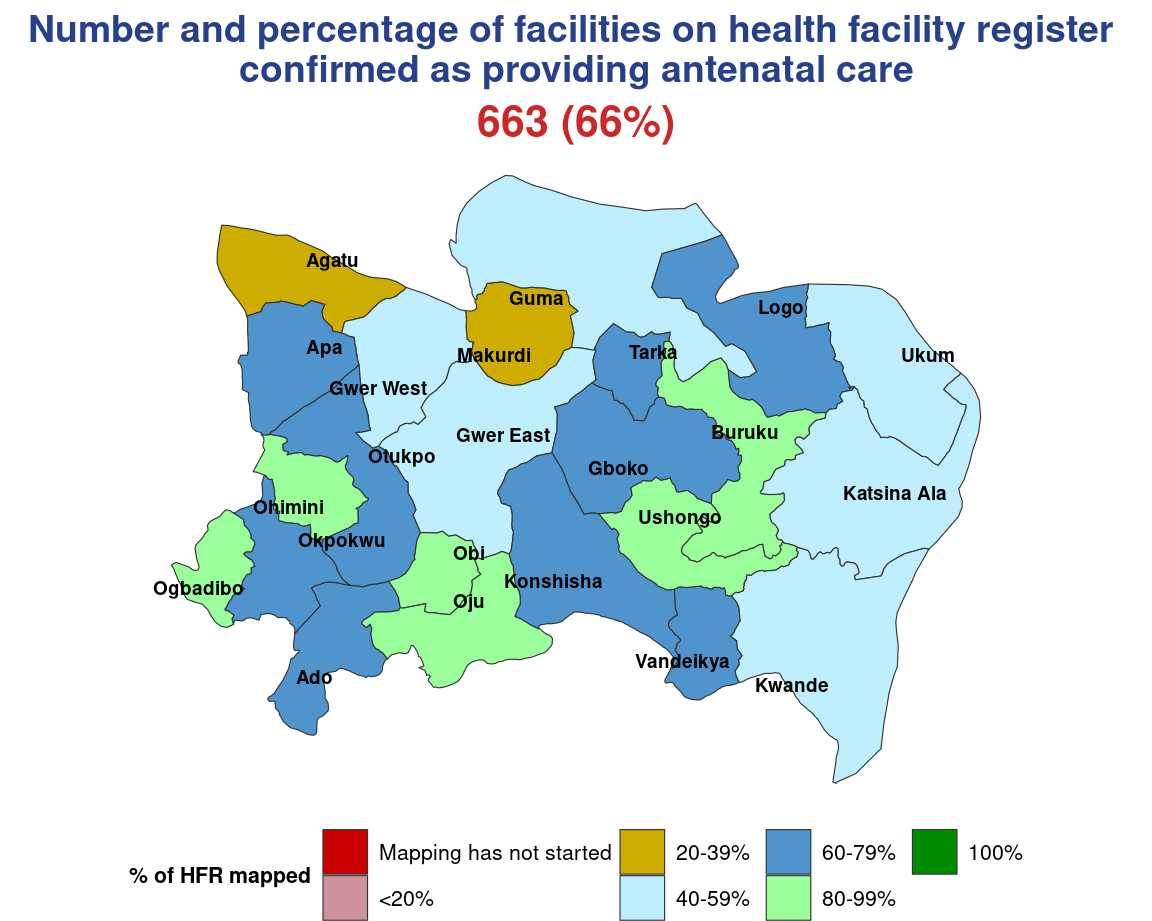 Number and percentage of facilities on health facility register
confirmed as providing antenatal care
663 (66%)
Agatu
Guma
Logo
Apa
Makurdi
Tarka
Ukum
Gwer West
Gwer East
Buruku
Otukpo
Gboko
Katsina Ala
Ohimini
Ushongo
Okpokwu
Obi
Ogbadibo
Konshisha
Oju
Vandeikya
Ado
Kwande
% of HFR mapped
Mapping has not started
<20%
20-39%
40-59%
60-79%
80-99%
100%